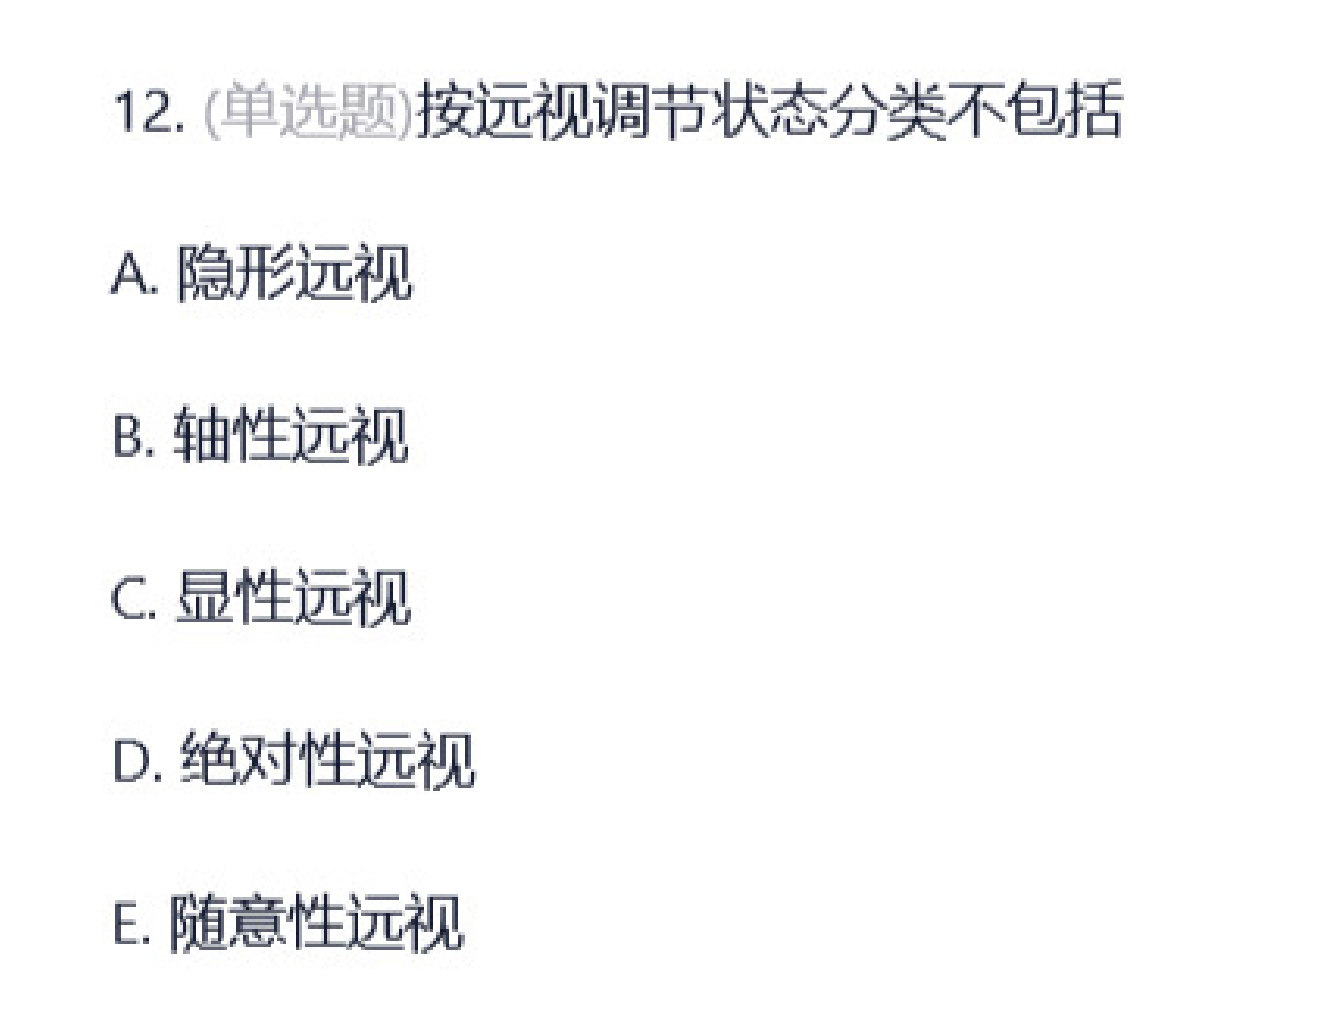 12. (单选题)按远视调节状态分类不包括
A. 隐形远视
B. 轴性远视
C. 显性远视
D. 绝对性远视
E. 随意性远视